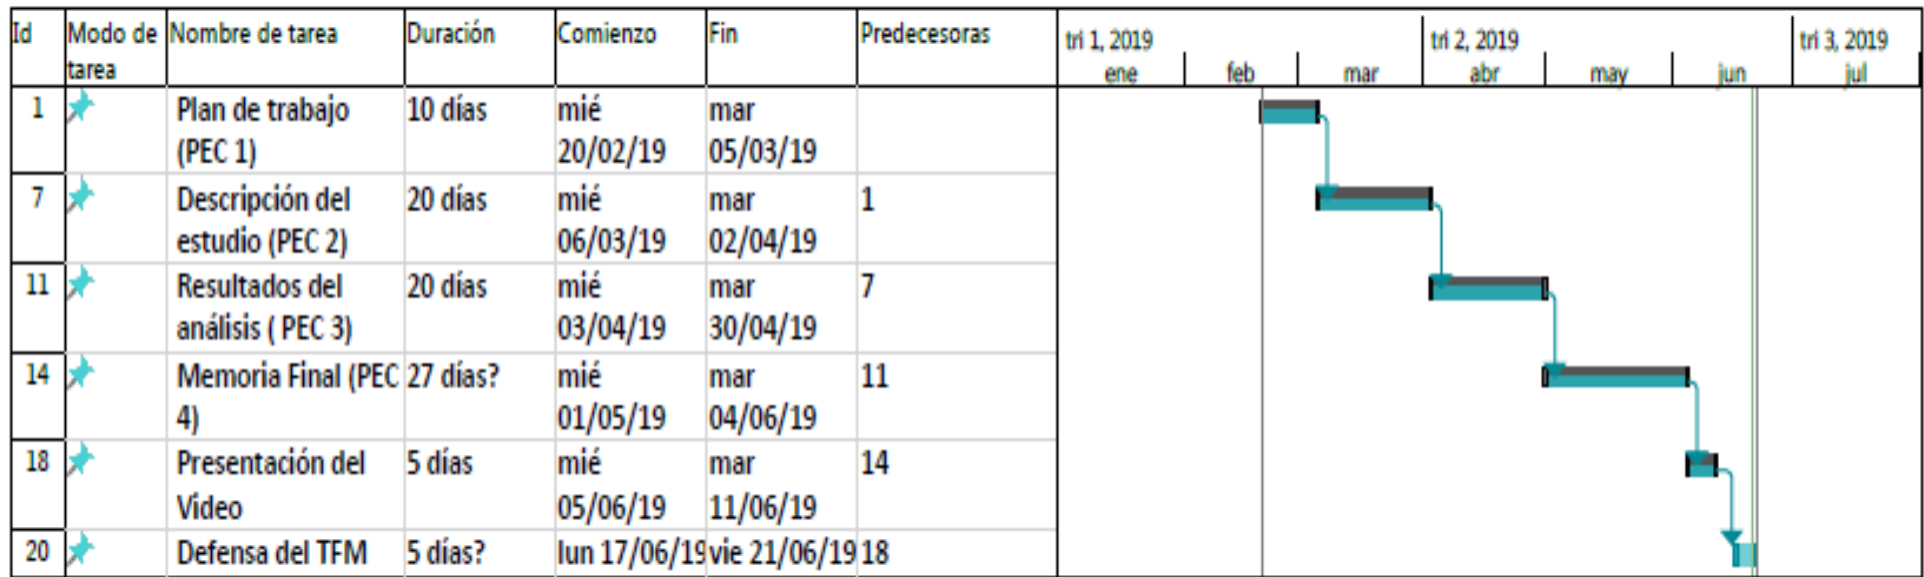 Id Modo de tarea Nombre de tarea Duración Comienzo Fin Predecesoras
tri 1, 2019 tri 2, 2019 tri 3, 2019
ene feb mar abr may jun jul
1 Plan de trabajo (PEC 1) 10 días mié 20/02/19 mar 05/03/19
7 Descripción del estudio (PEC 2) 20 días mié 06/03/19 mar 02/04/19 1
11 Resultados del análisis ( PEC 3) 20 días mié 03/04/19 mar 30/04/19 7
14 Memoria Final (PEC 4) 27 días? mié 01/05/19 mar 04/06/19 11
18 Presentación del Vídeo 5 días mié 05/06/19 mar 11/06/19 14
20 Defensa del TFM 5 días? lun 17/06/19 vie 21/06/19 18